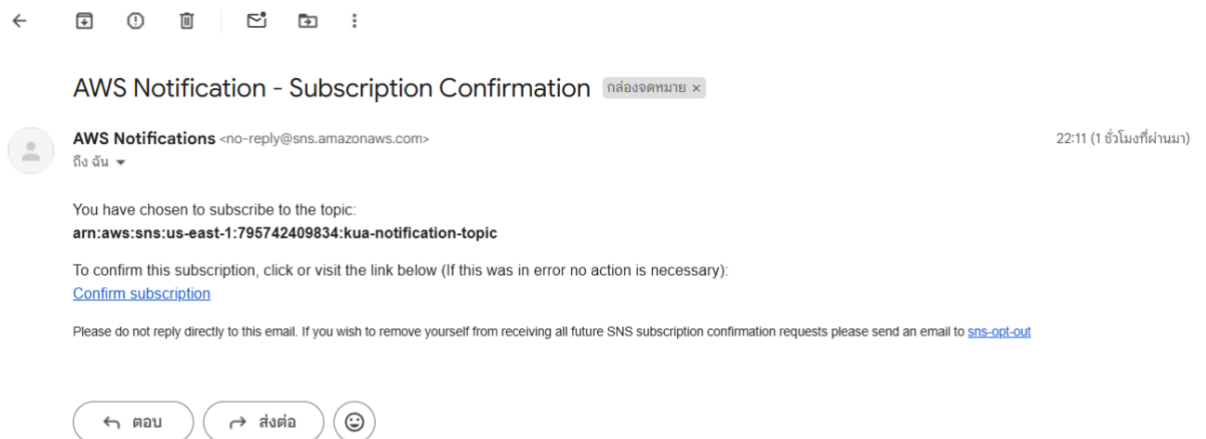 AWS Notification - Subscription Confirmation กล่องจดหมาย ×
AWS Notifications <no-reply@sns.amazonaws.com> 22:11 (1 ชั่วโมงที่ผ่านมา)
ถึง ฉัน
You have chosen to subscribe to the topic:
arn:aws:sns:us-east-1:795742409834:kua-notification-topic
To confirm this subscription, click or visit the link below (If this was in error no action is necessary):
Confirm subscription
Please do not reply directly to this email. If you wish to remove yourself from receiving all future SNS subscription confirmation requests please send an email to sns-opt-out
ตอบ ส่งต่อ